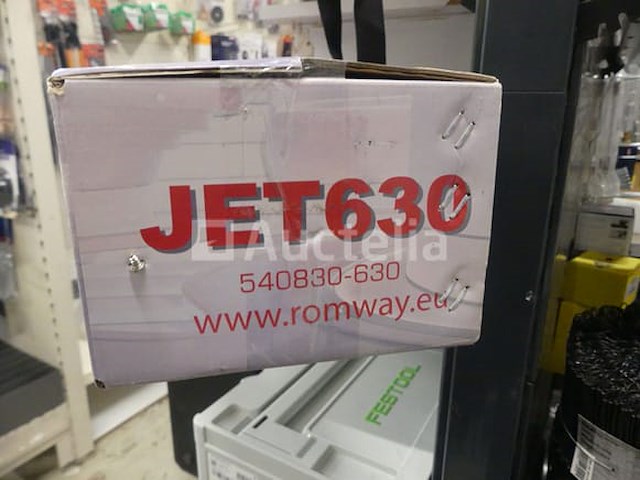 JET630
Auctelia
540830-630
www.romway.eu
FESTOOL